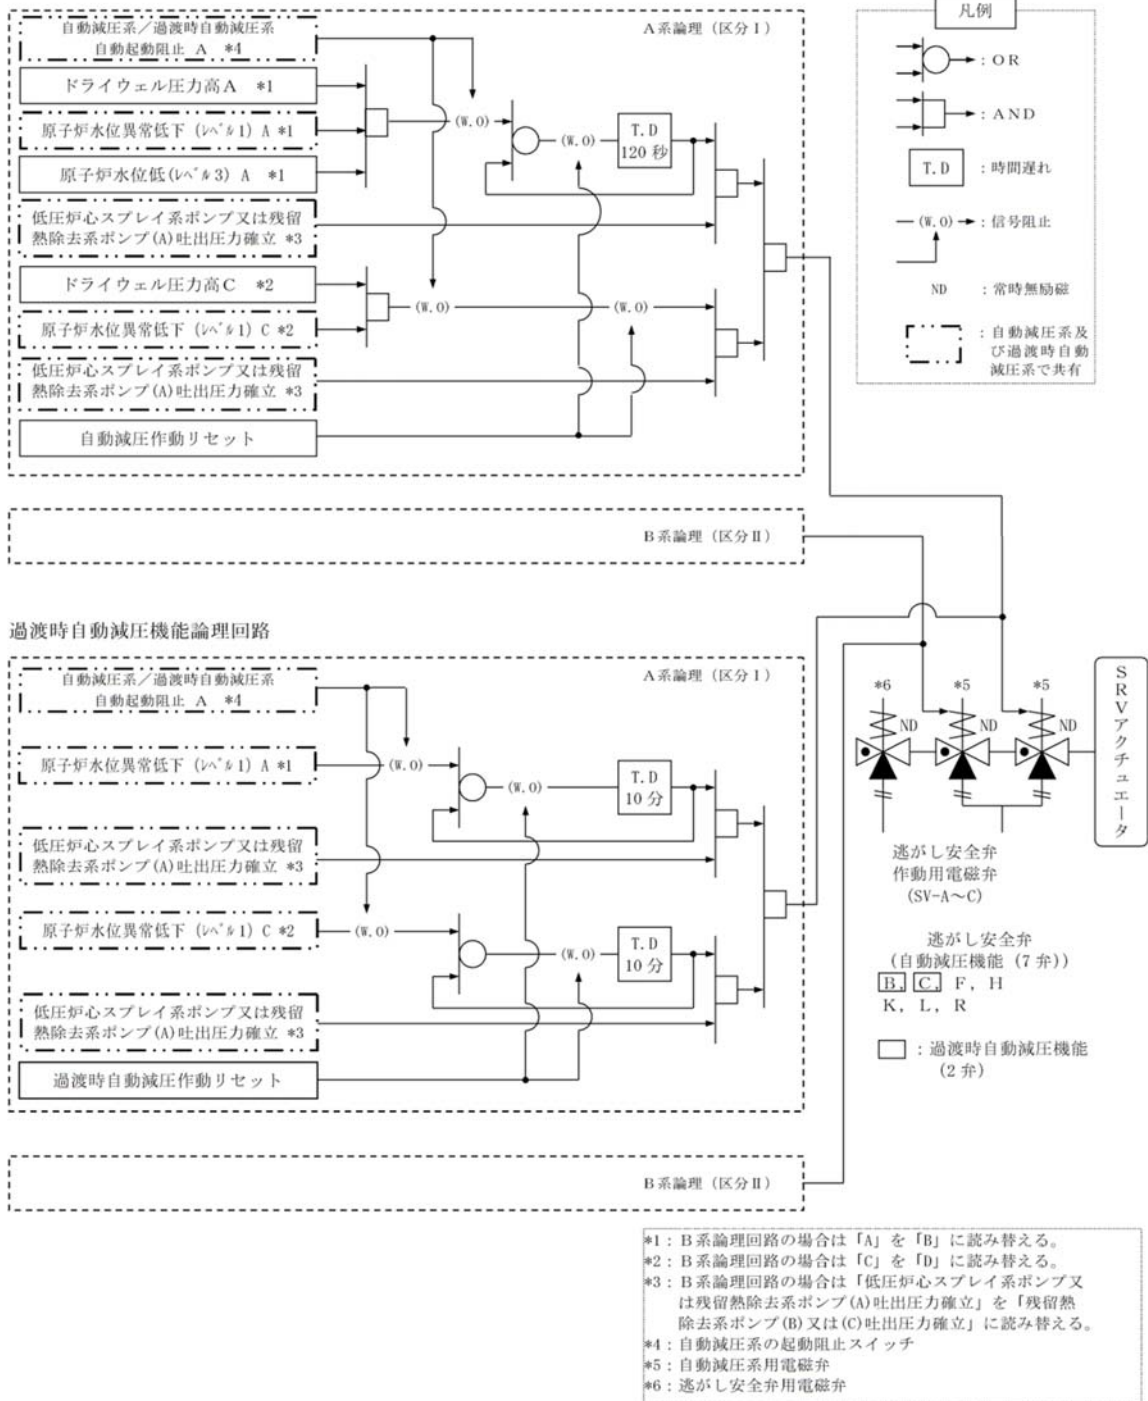 自動減圧系／過渡時自動減圧系
自動起動阻止 A *4
A系論理（区分Ⅰ）
ドライウェル圧力高A *1
原子炉水位異常低下（ﾚﾍﾞﾙ1）A *1
原子炉水位低(ﾚﾍﾞﾙ3) A *1
(W.O)
(W.O)
T.D
120秒
低圧炉心スプレイ系ポンプ又は残留
熱除去系ポンプ(A)吐出圧力確立 *3
ドライウェル圧力高C *2
原子炉水位異常低下（ﾚﾍﾞﾙ1）C *2
(W.O)
(W.O)
低圧炉心スプレイ系ポンプ又は残留
熱除去系ポンプ(A)吐出圧力確立 *3
自動減圧作動リセット
凡例
：OR
：AND
T.D ：時間遅れ
(W.O) ：信号阻止
ND ：常時無励磁
：自動減圧系及
び過渡時自動
減圧系で共有
B系論理（区分Ⅱ）
過渡時自動減圧機能論理回路
自動減圧系／過渡時自動減圧系
自動起動阻止 A *4
A系論理（区分Ⅰ）
原子炉水位異常低下（ﾚﾍﾞﾙ1）A *1
(W.O)
(W.O)
T.D
10分
低圧炉心スプレイ系ポンプ又は残留
熱除去系ポンプ(A)吐出圧力確立 *3
原子炉水位異常低下（ﾚﾍﾞﾙ1）C *2
(W.O)
(W.O)
T.D
10分
低圧炉心スプレイ系ポンプ又は残留
熱除去系ポンプ(A)吐出圧力確立 *3
過渡時自動減圧作動リセット
B系論理（区分Ⅱ）
*6 *5 *5
ND ND ND
SRVアクチュエータ
逃がし安全弁
作動用電磁弁
(SV-A～C)
逃がし安全弁
(自動減圧機能（7弁))
B, C, F, H
K, L, R
：過渡時自動減圧機能
(2弁)
*1：B系論理回路の場合は「A」を「B」に読み替える。
*2：B系論理回路の場合は「C」を「D」に読み替える。
*3：B系論理回路の場合は「低圧炉心スプレイ系ポンプ又
は残留熱除去系ポンプ(A)吐出圧力確立」を「残留熱
除去系ポンプ(B)又は(C)吐出圧力確立」に読み替える。
*4：自動減圧系の起動阻止スイッチ
*5：自動減圧系用電磁弁
*6：逃がし安全弁用電磁弁